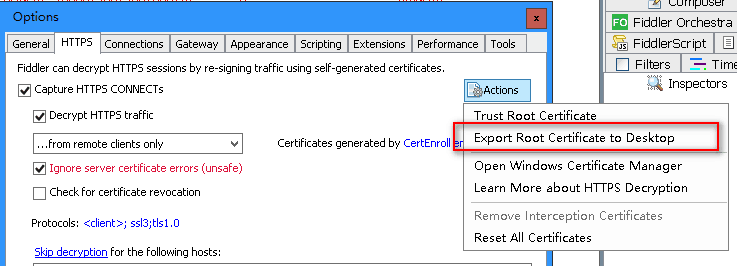 Options
x
General HTTPS Connections Gateway Appearance Scripting Extensions Performance Tools
Fiddler can decrypt HTTPS sessions by re-signing traffic using self-generated certificates.
Capture HTTPS CONNECTs
Actions
Decrypt HTTPS traffic
...from remote clients only
Certificates generated by CertEnroll
Ignore server certificate errors (unsafe)
Check for certificate revocation
Protocols: <client>; ssl3;tls1.0
Skip decryption for the following hosts:
Trust Root Certificate
Export Root Certificate to Desktop
Open Windows Certificate Manager
Learn More about HTTPS Decryption
Remove Interception Certificates
Reset All Certificates
Composer
FO Fiddler Orchestra
FiddlerScript
Filters
Time
Inspectors